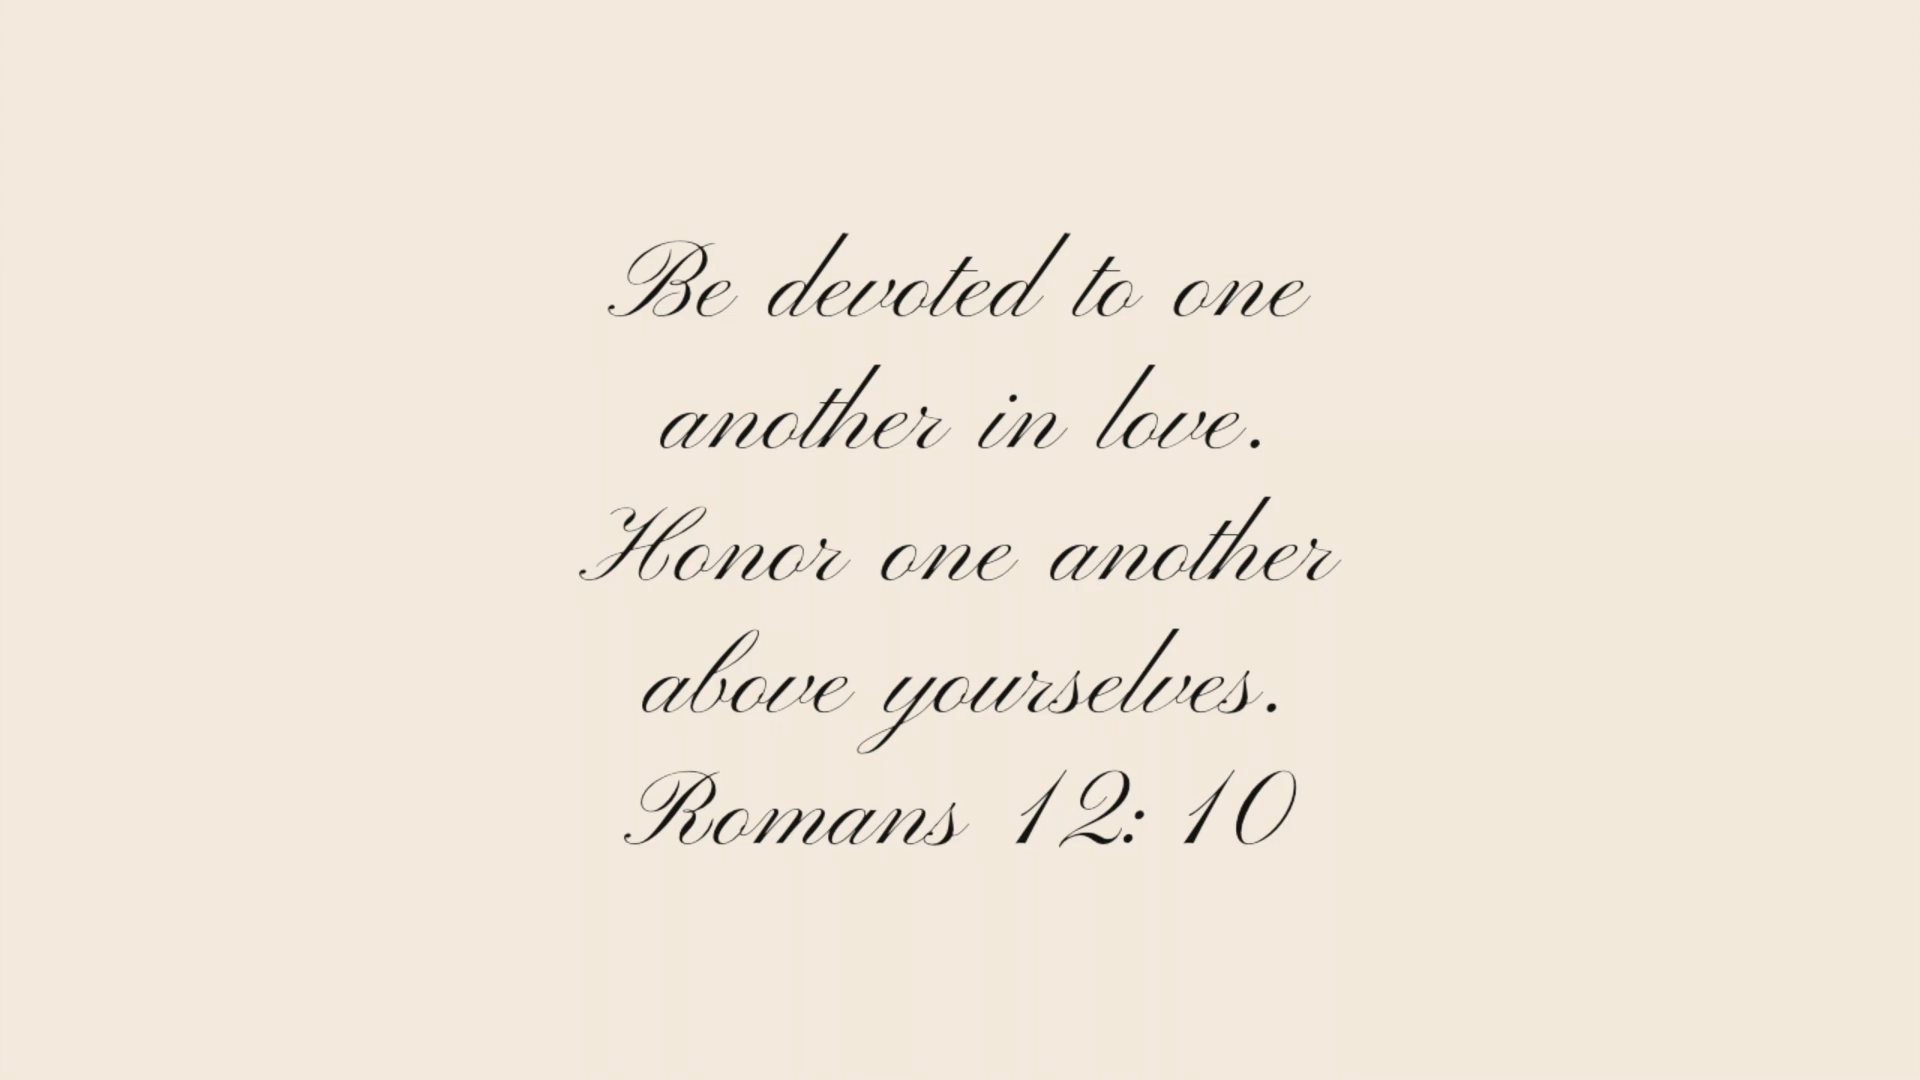 Be devoted to one
another in love.
Honor one another
above yourselves.
Romans 12: 10